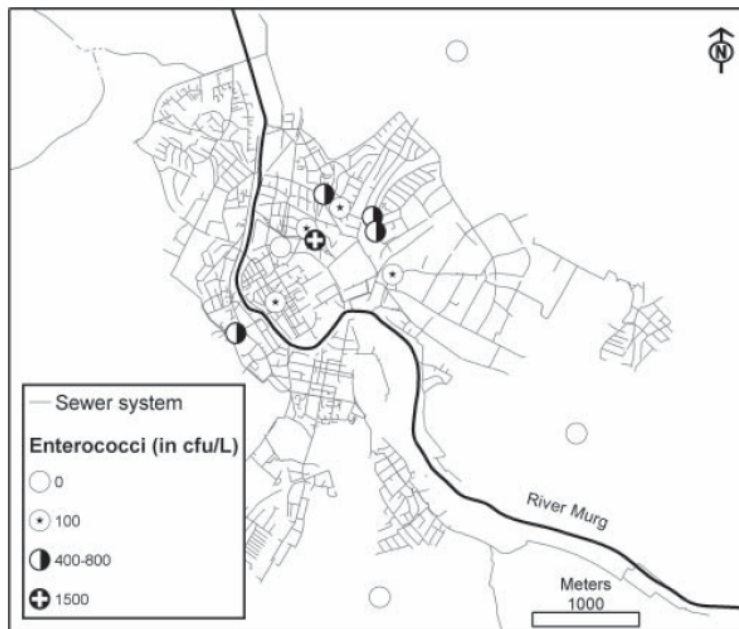 N
Sewer system
Enterococci (in cfu/L)
0
100
400-800
1500
River Murg
Meters
1000